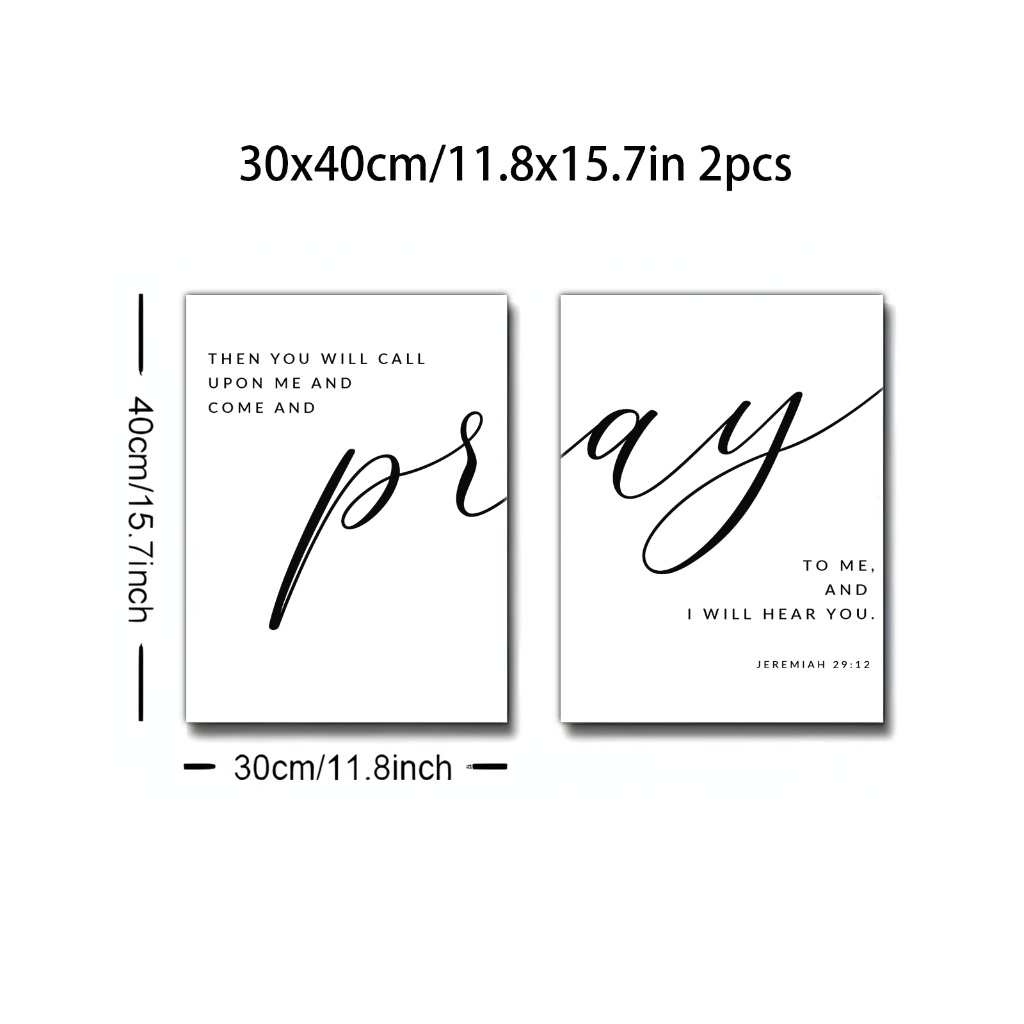 30x40cm/11.8x15.7in 2pcs
40cm/15.7inch
THEN YOU WILL CALL
UPON ME AND
COME AND
pr
ay
TO ME,
AND
I WILL HEAR YOU.
JEREMIAH 29:12
30cm/11.8inch